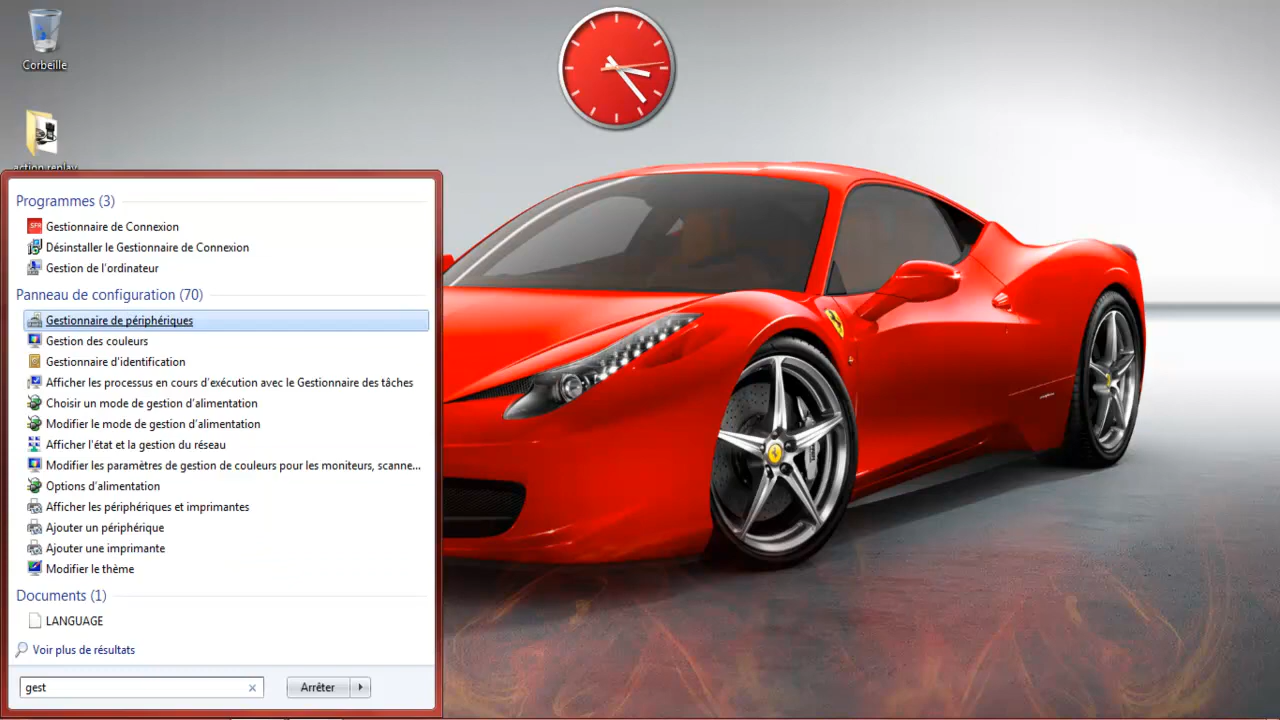 Corbeille
action replay
Programmes (3)
SFR
Gestionnaire de Connexion
Désinstaller le Gestionnaire de Connexion
Gestion de l'ordinateur
Panneau de configuration (70)
Gestionnaire de périphériques
Gestion des couleurs
Gestionnaire d'identification
Afficher les processus en cours d'exécution avec le Gestionnaire des tâches
Choisir un mode de gestion d'alimentation
Modifier le mode de gestion d'alimentation
Afficher l'état et la gestion du réseau
Modifier les paramètres de gestion de couleurs pour les moniteurs, scanne...
Options d'alimentation
Afficher les périphériques et imprimantes
Ajouter un périphérique
Ajouter une imprimante
Modifier le thème
Documents (1)
LANGUAGE
Voir plus de résultats
gest
Arrêter